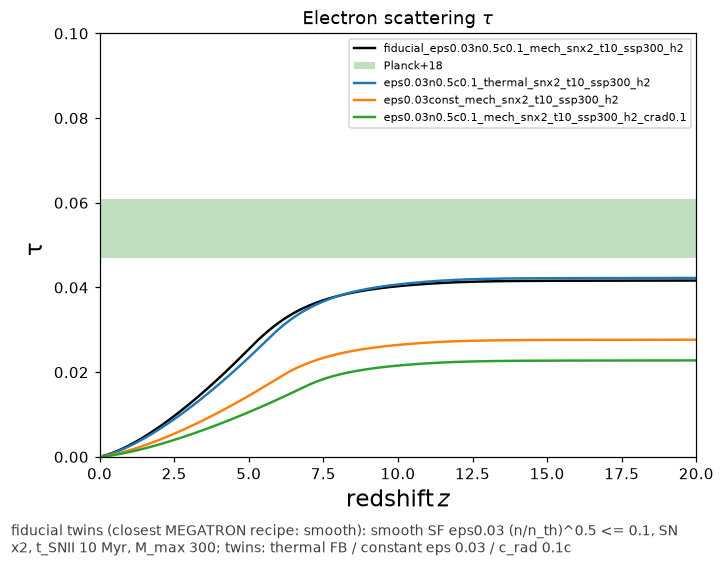 Electron scattering τ
fiducial_eps0.03n0.5c0.1_mech_snx2_t10_ssp300_h2
Planck+18
eps0.03n0.5c0.1_thermal_snx2_t10_ssp300_h2
eps0.03const_mech_snx2_t10_ssp300_h2
eps0.03n0.5c0.1_mech_snx2_t10_ssp300_h2_crad0.1
0.10
0.08
0.06
0.04
0.02
0.00
τ
0.0 2.5 5.0 7.5 10.0 12.5 15.0 17.5 20.0
redshift z
fiducial twins (closest MEGATRON recipe: smooth): smooth SF eps0.03 (n/n_th)^0.5 <= 0.1, SN
x2, t_SNII 10 Myr, M_max 300; twins: thermal FB / constant eps 0.03 / c_rad 0.1c